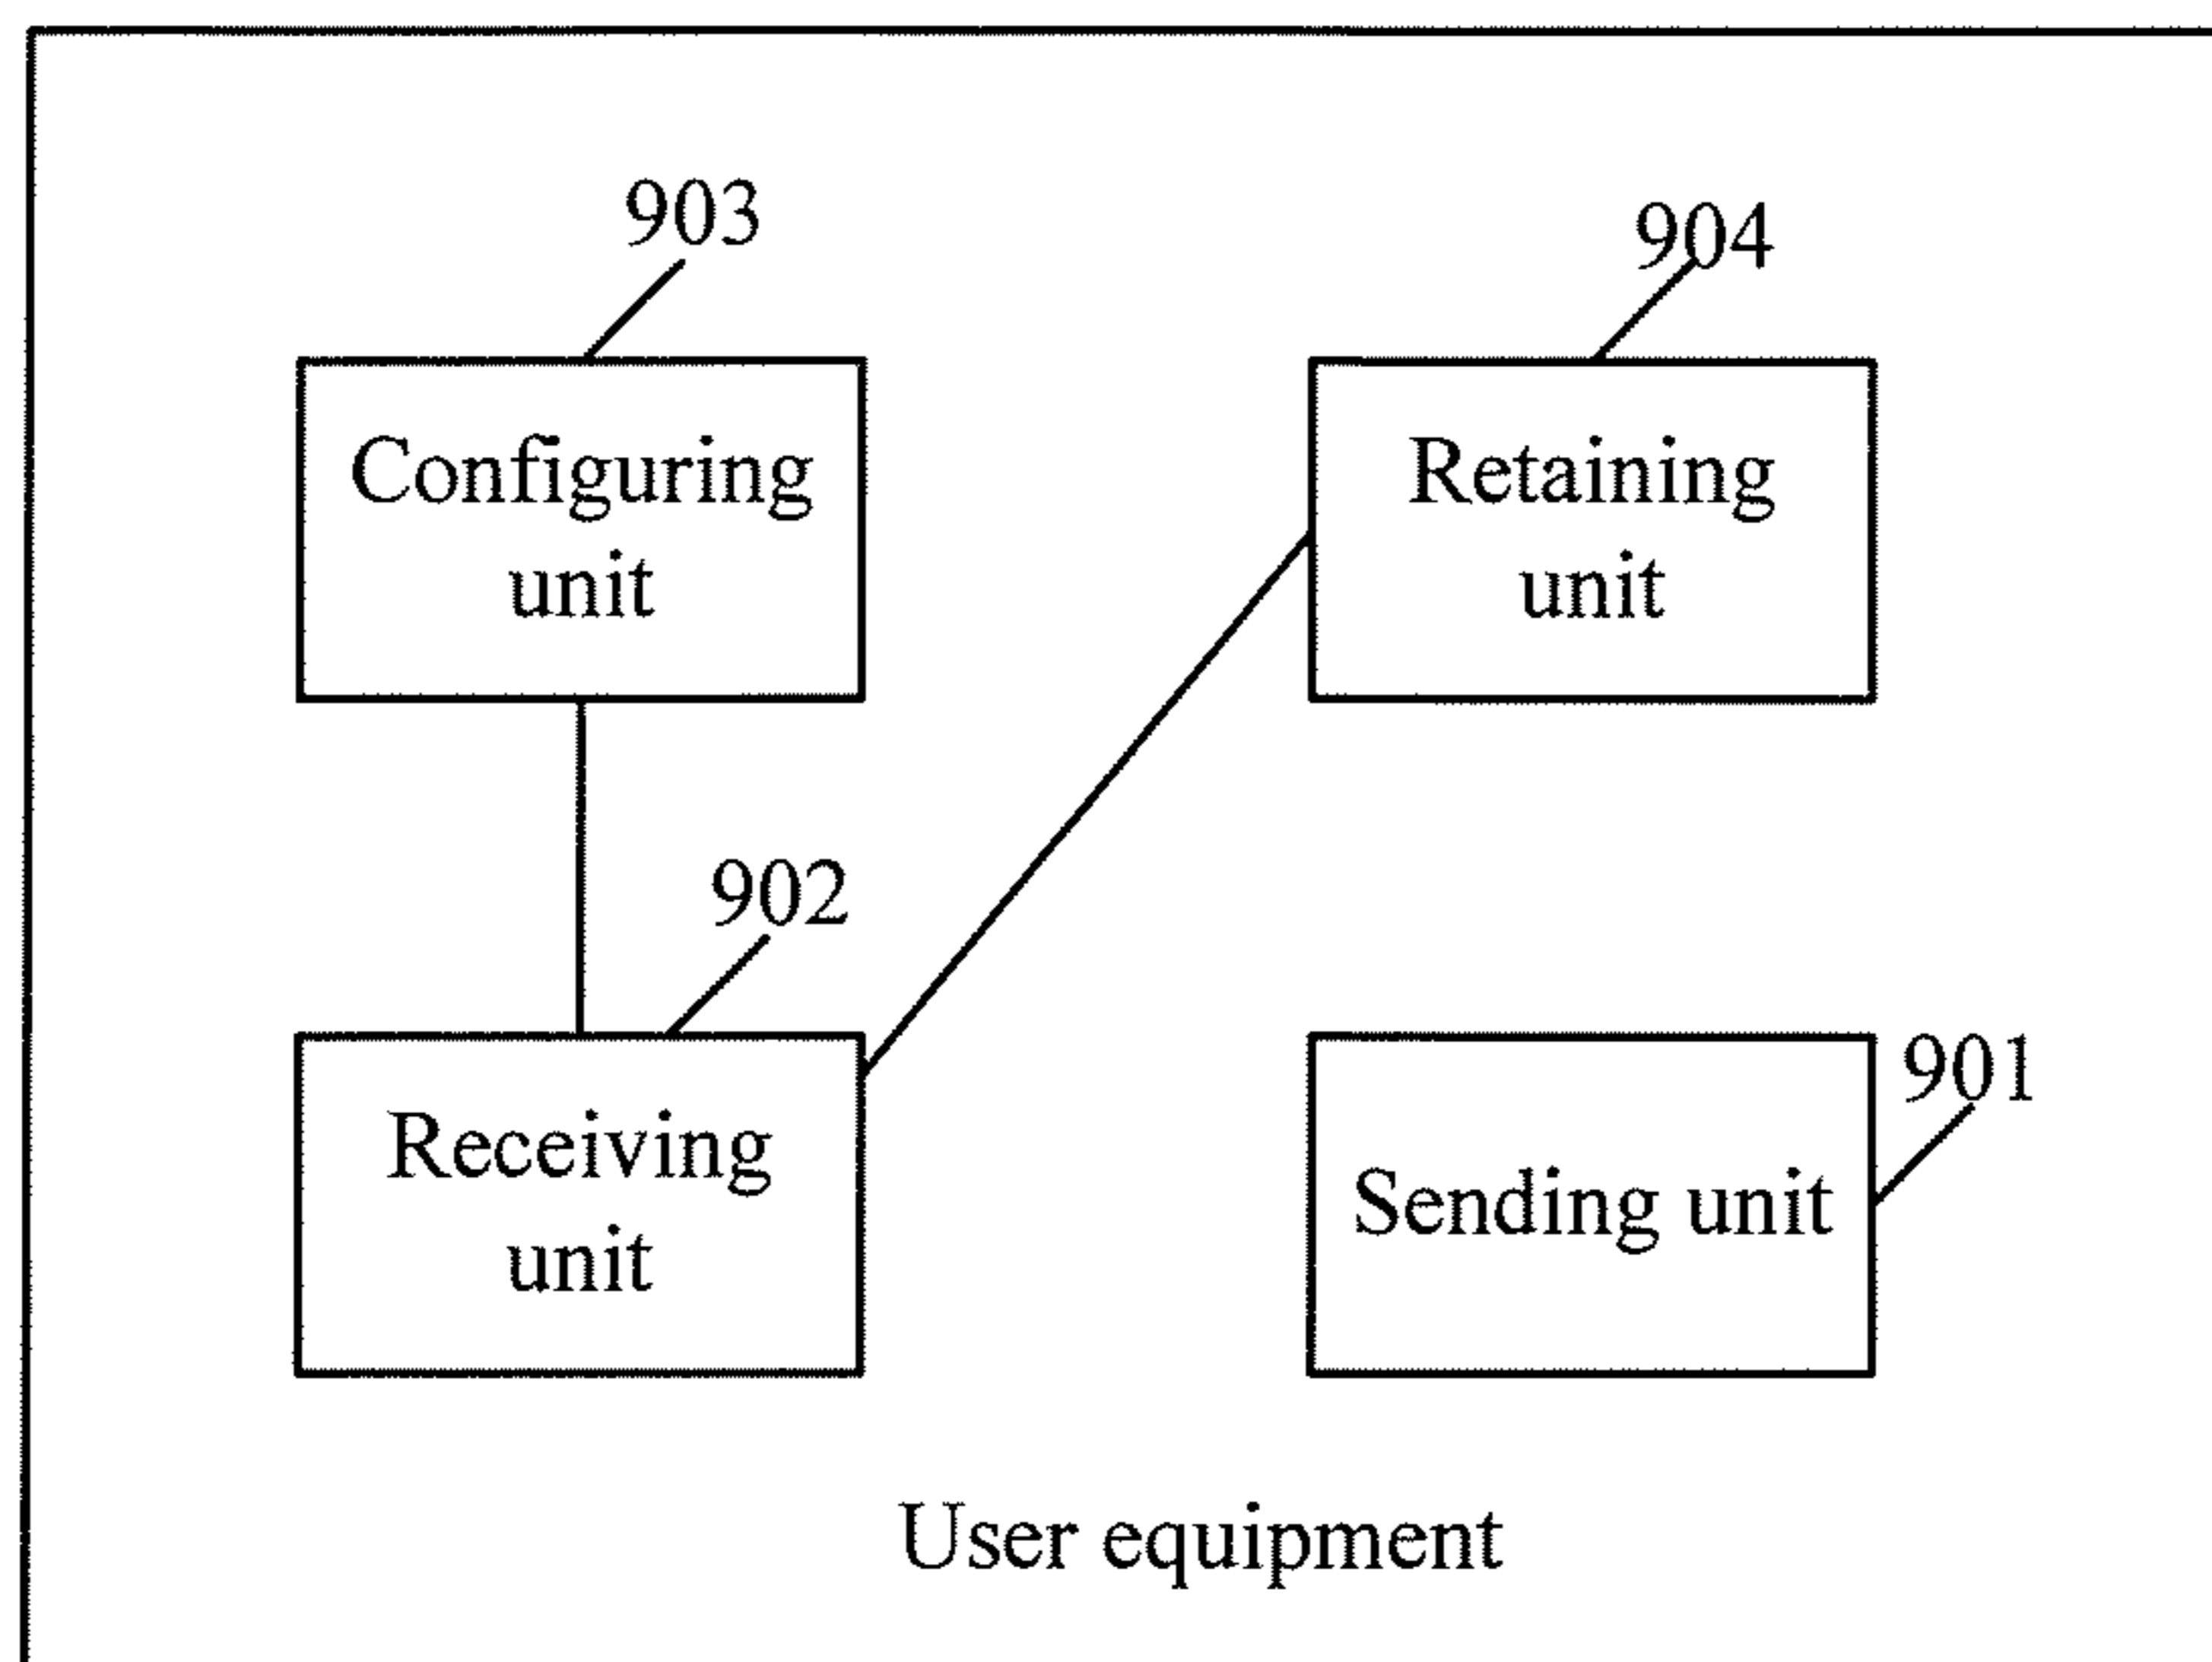 903
904
Configuring
unit
Retaining
unit
902
901
Receiving
unit
Sending unit
User equipment